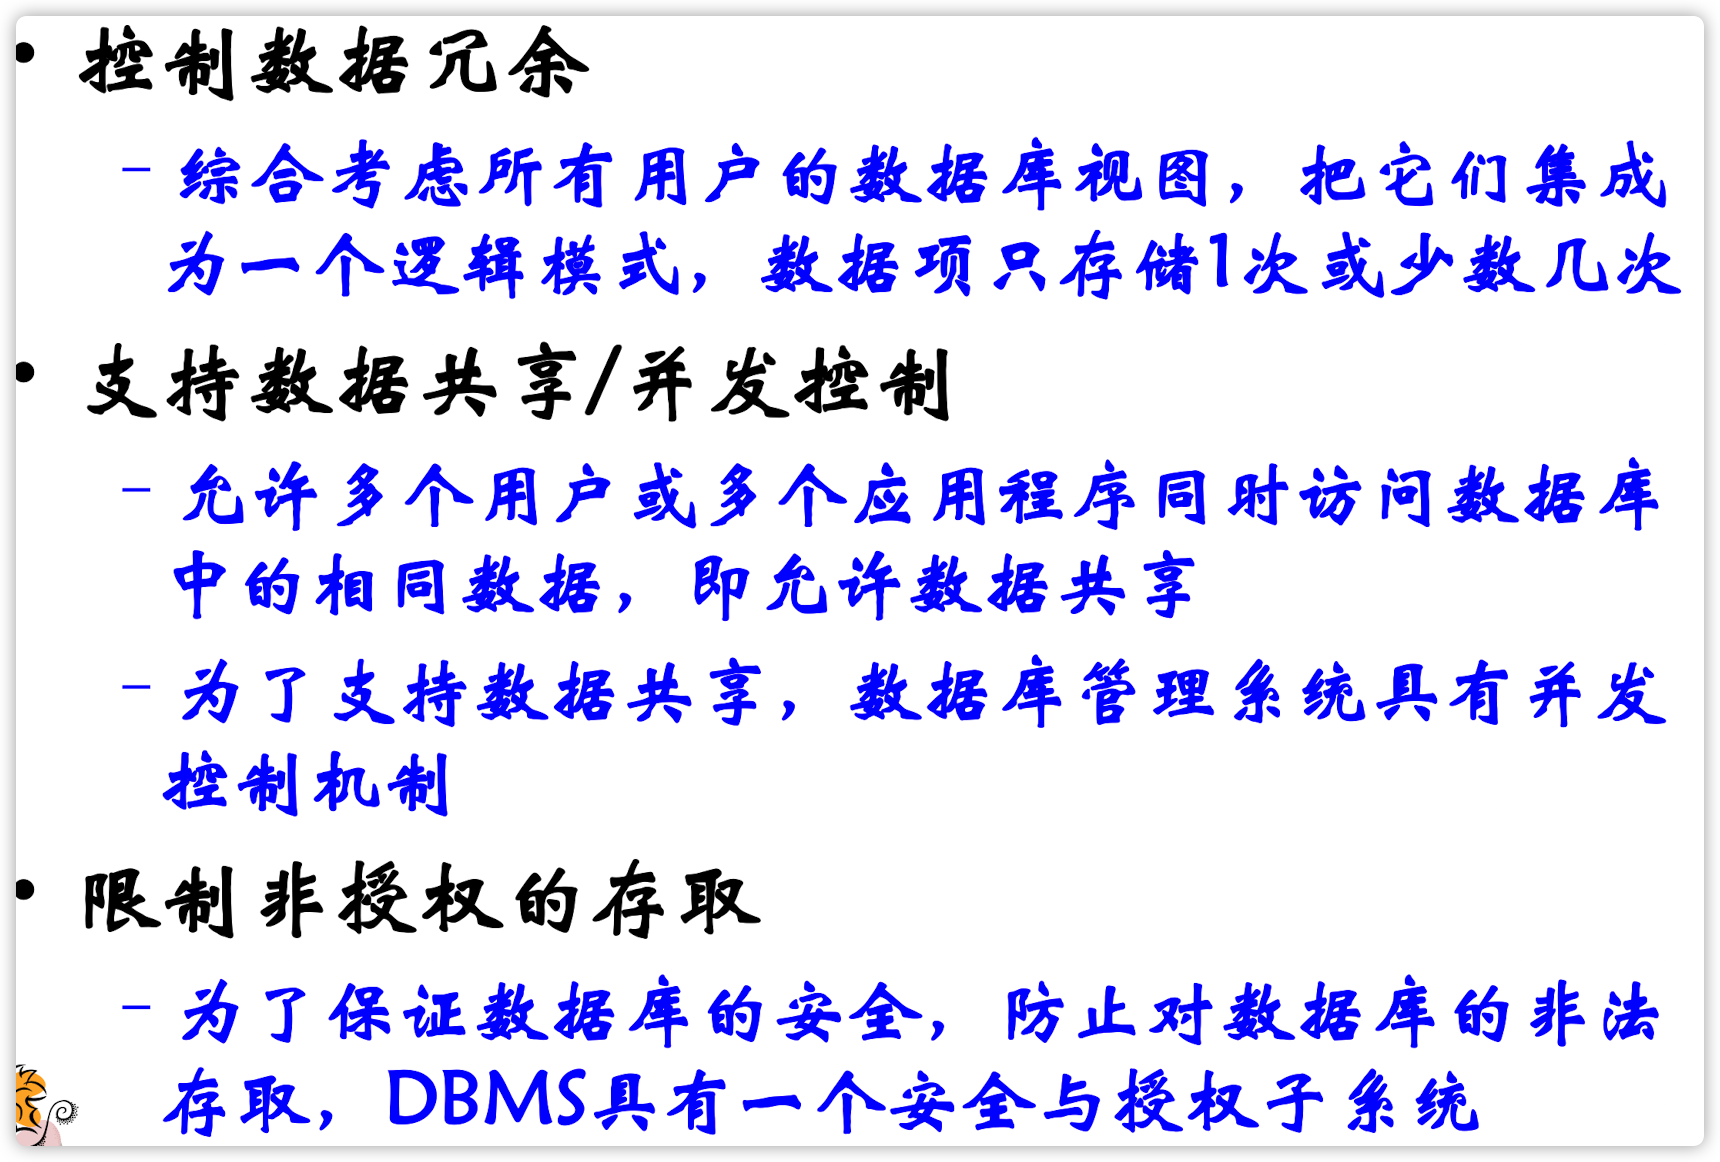 • 控制数据冗余
– 综合考虑所有用户的数据库视图，把它们集成
为一个逻辑模式，数据项只存储1次或少数几次
• 支持数据共享/并发控制
– 允许多个用户或多个应用程序同时访问数据库
中的相同数据，即允许数据共享
– 为了支持数据共享，数据库管理系统具有并发
控制机制
• 限制非授权的存取
– 为了保证数据库的安全，防止对数据库的非法
存取，DBMS具有一个安全与授权子系统